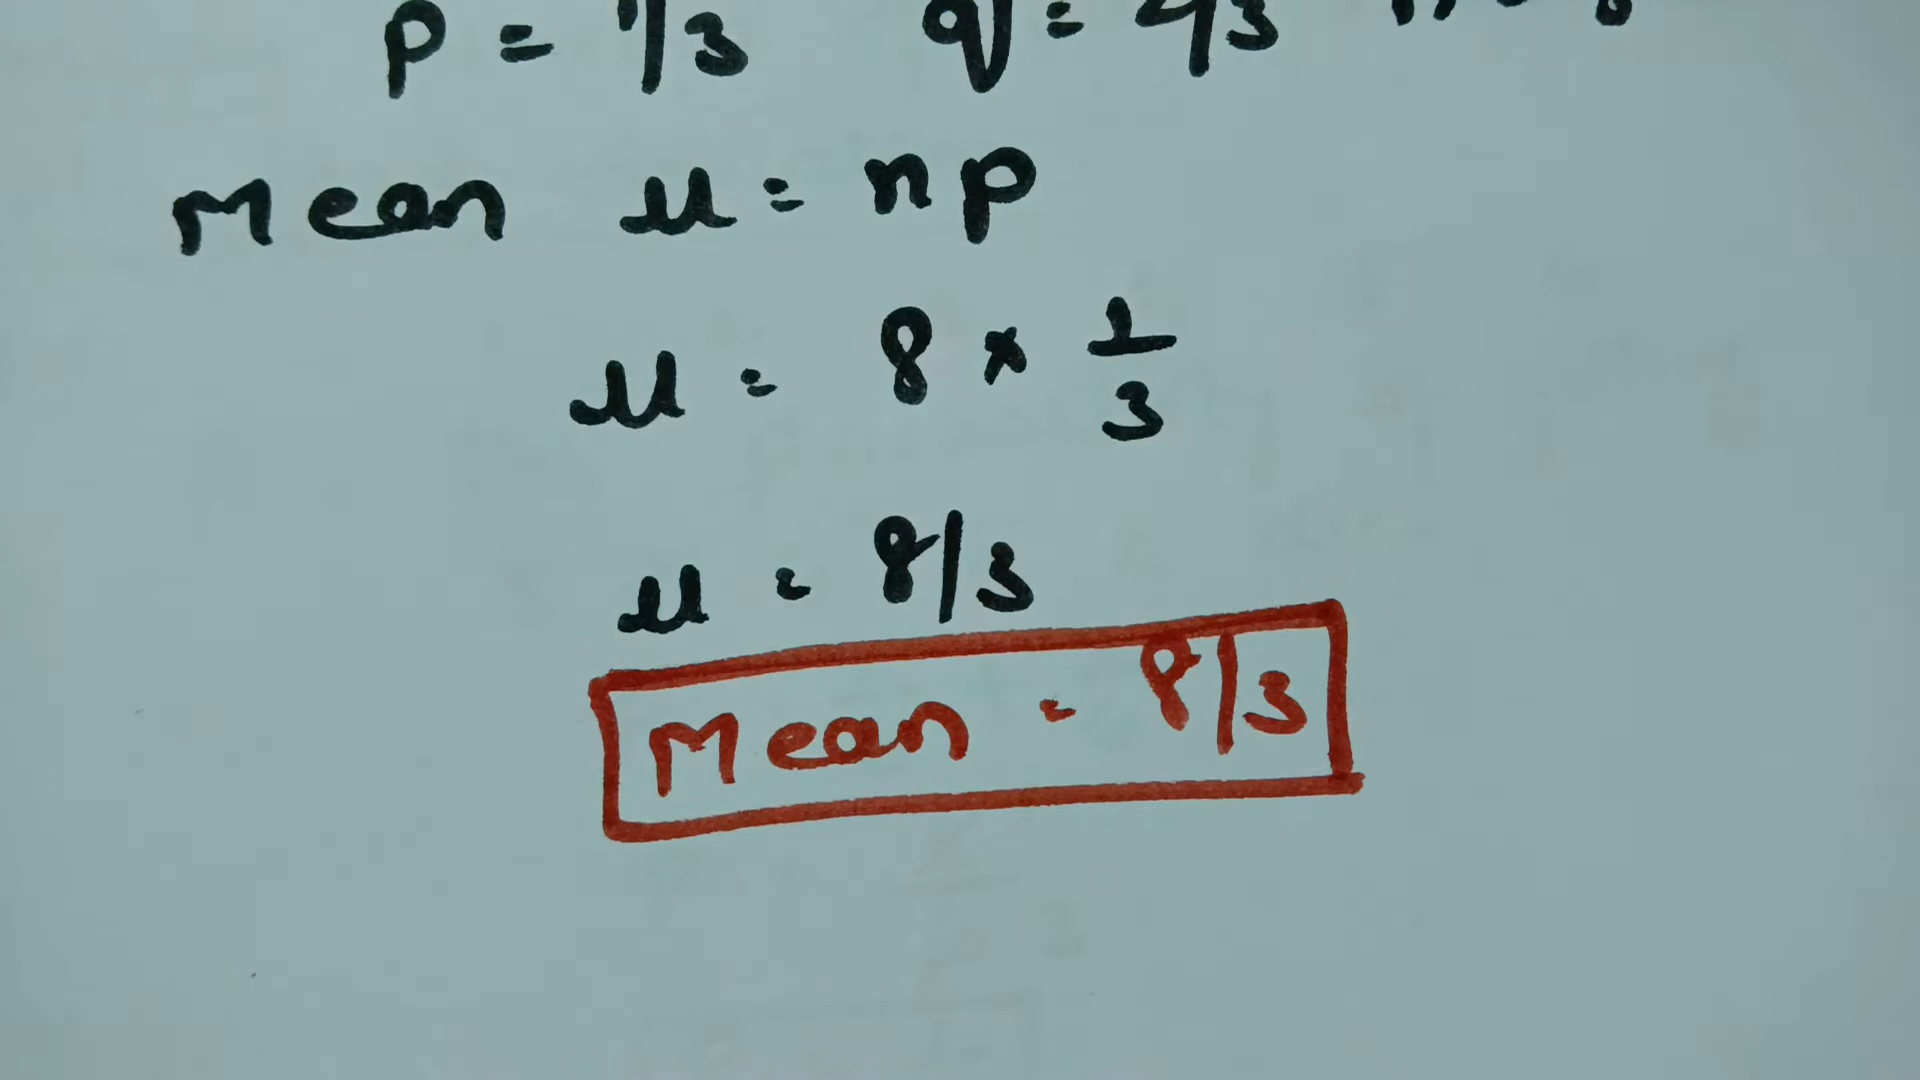 p = 1/3 q = 2/3
Mean μ = np
μ = 8 × 1/3
μ = 8/3
Mean = 8/3